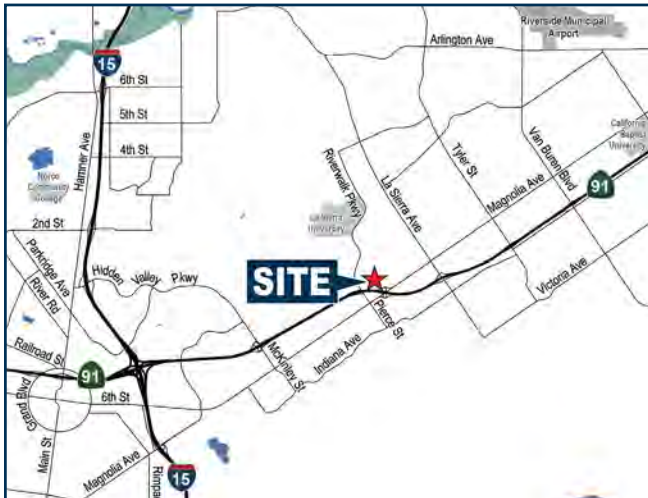 Riverside Municipal
Airport
Arlington Ave
15
6th St
5th St
4th St
Hamner Ave
Norco
Community
College
2nd St
Parkridge Ave
River Rd
Hidden Valley Pkwy
Riverwalk Pkwy
La Sierra
University
La Sierra Ave
Tyler St
Magnolia Ave
Van Buren Blvd
California
Baptist
University
91
SITE
Pierce St
Victoria Ave
Indiana Ave
McKinley St
Railroad St
91
6th St
Grand Blvd
Main St
Magnolia Ave
15